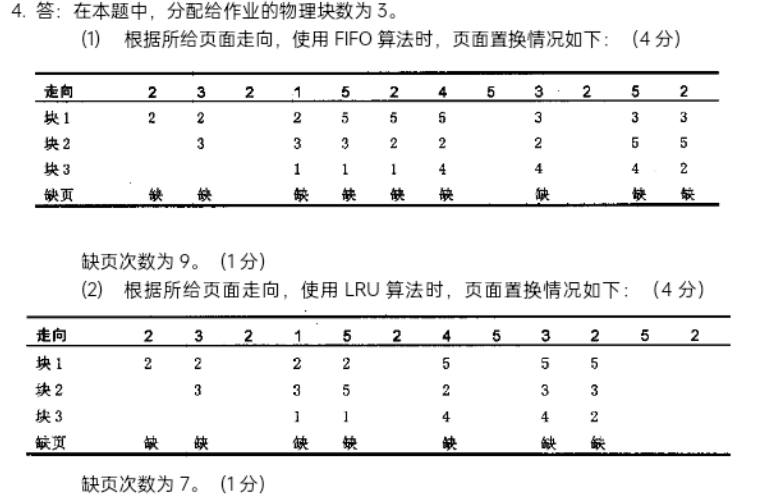 4. 答：在本题中，分配给作业的物理块数为 3。
(1) 根据所给页面走向，使用 FIFO 算法时，页面置换情况如下：（4 分）
走向 2 3 2 1 5 2 4 5 3 2 5 2
块 1 2 2 2 5 5 5 3 3 3
块 2 3 3 3 2 2 2 5 5
块 3 1 1 1 4 4 4 2
缺页 缺 缺 缺 缺 缺 缺 缺 缺 缺
缺页次数为 9。（1 分）
(2) 根据所给页面走向，使用 LRU 算法时，页面置换情况如下：（4 分）
走向 2 3 2 1 5 2 4 5 3 2 5 2
块 1 2 2 2 2 5 5 5
块 2 3 3 5 2 3 3
块 3 1 1 4 4 2
缺页 缺 缺 缺 缺 缺 缺 缺
缺页次数为 7。（1 分）